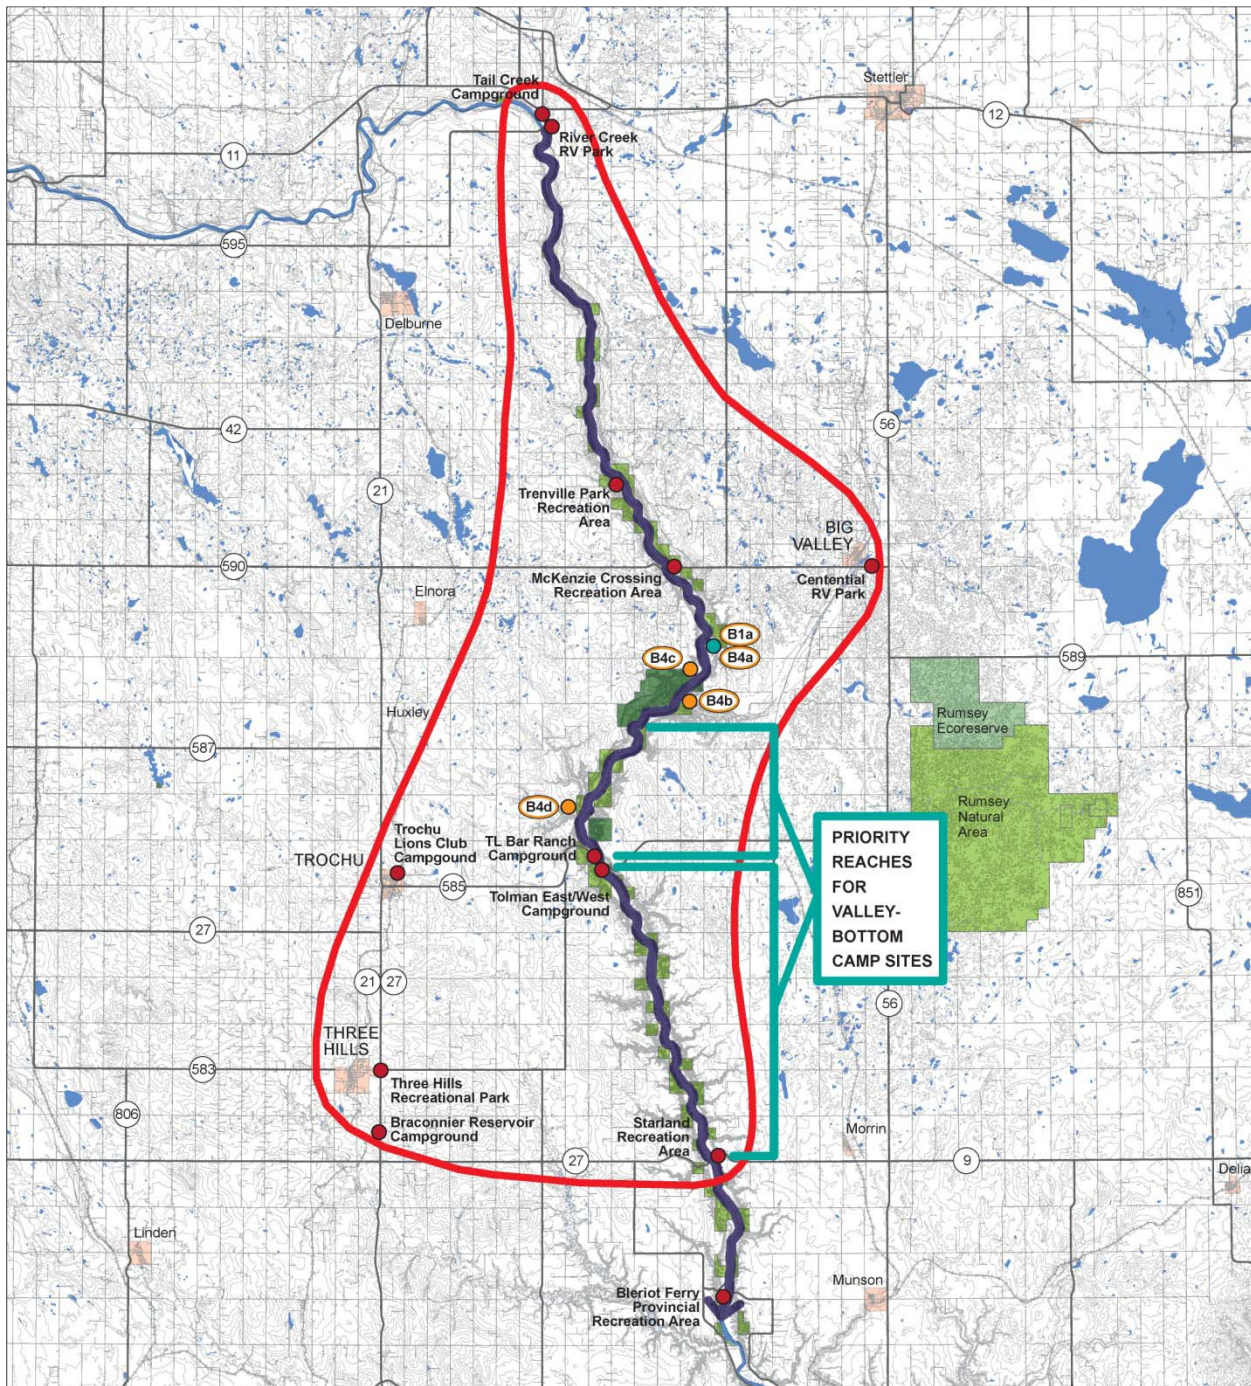 Tail Creek
Campground
Stettler
12
River Creek
RV Park
11
595
Delburne
42
56
21
Trenville Park
Recreation
Area
BIG
VALLEY
590
McKenzie Crossing
Recreation Area
Centential
RV Park
Elnora
B1a
B4a
589
B4c
B4b
Huxley
Rumsey
Ecoreserve
587
B4d
Rumsey
Natural
Area
Trochu
Lions Club
Campgound
TROCHU
TL Bar Ranch
Campground
585
Tolman East/West
Campground
PRIORITY
REACHES
FOR
VALLEY-
BOTTOM
CAMP SITES
851
27
21
27
56
THREE
HILLS
583
Three Hills
Recreational Park
806
Braconnier Reservoir
Campground
Starland
Recreation
Area
Morrin
27
9
Delia
Linden
Munson
Bleriot Ferry
Provincial
Recreation Area